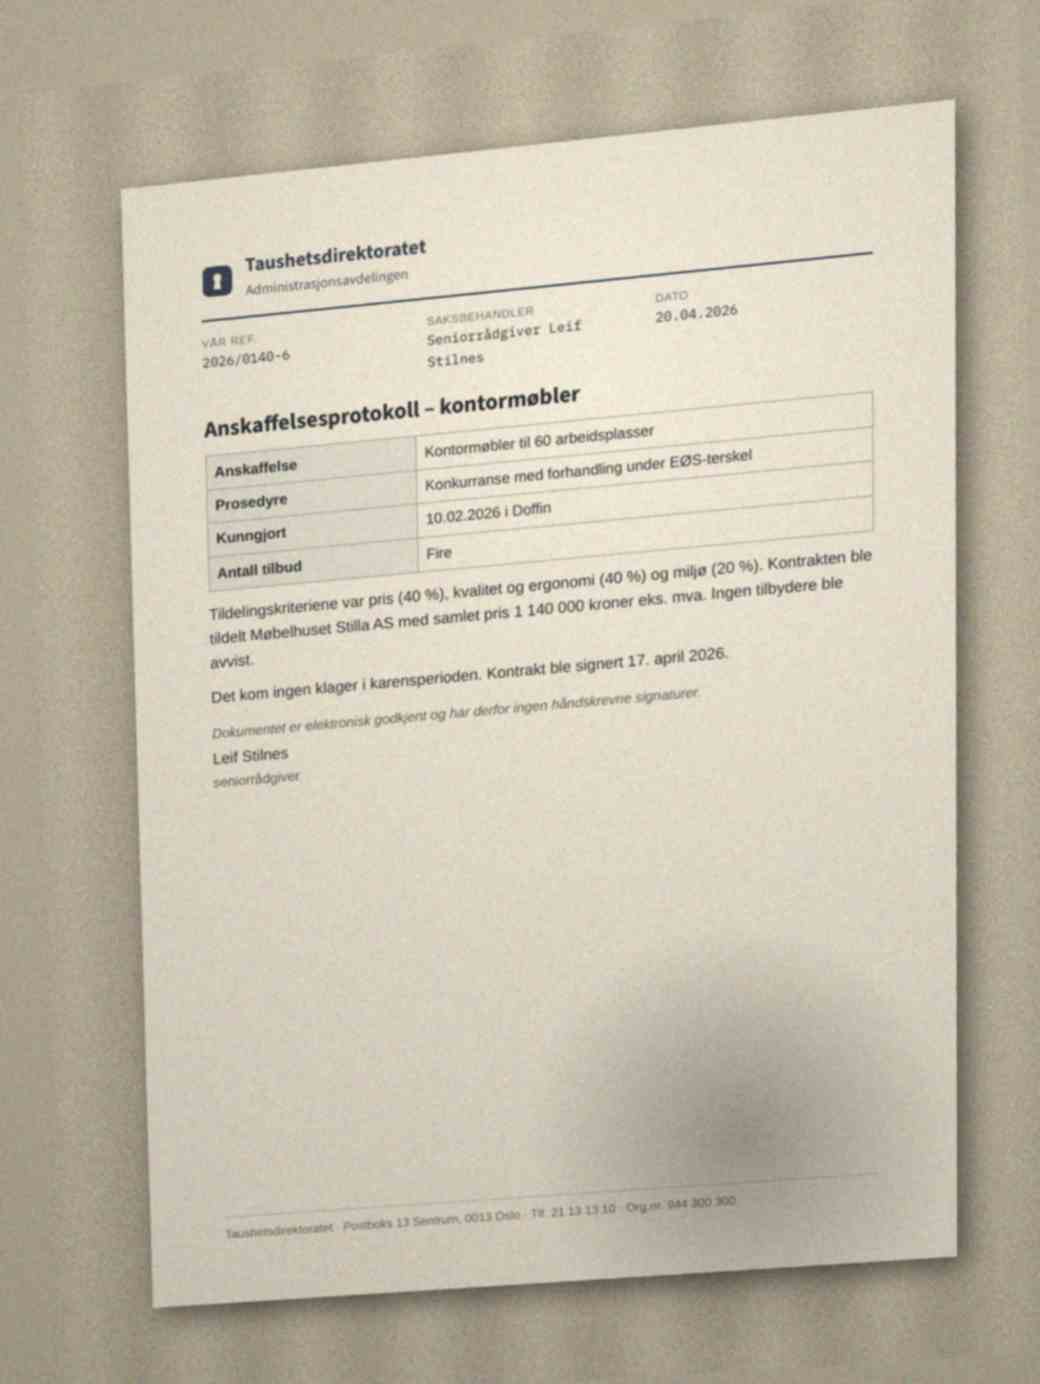 Taushetsdirektoratet
Administrasjonsavdelingen
VÅR REF.
2026/0140-6
SAKSBEHANDLER
Seniorrådgiver Leif
Stilnes
DATO
20.04.2026
Anskaffelsesprotokoll – kontormøbler
Anskaffelse Kontormøbler til 60 arbeidsplasser
Prosedyre Konkurranse med forhandling under EØS-terskel
Kunngjort 10.02.2026 i Doffin
Antall tilbud Fire
Tildelingskriteriene var pris (40 %), kvalitet og ergonomi (40 %) og miljø (20 %). Kontrakten ble
tildelt Møbelhuset Stilla AS med samlet pris 1 140 000 kroner eks. mva. Ingen tilbydere ble
avvist.
Det kom ingen klager i karensperioden. Kontrakt ble signert 17. april 2026.
Dokumentet er elektronisk godkjent og har derfor ingen håndskrevne signaturer.
Leif Stilnes
seniorrådgiver
Taushetsdirektoratet · Postboks 13 Sentrum, 0013 Oslo · Tlf. 21 13 13 10 · Org.nr. 944 300 300